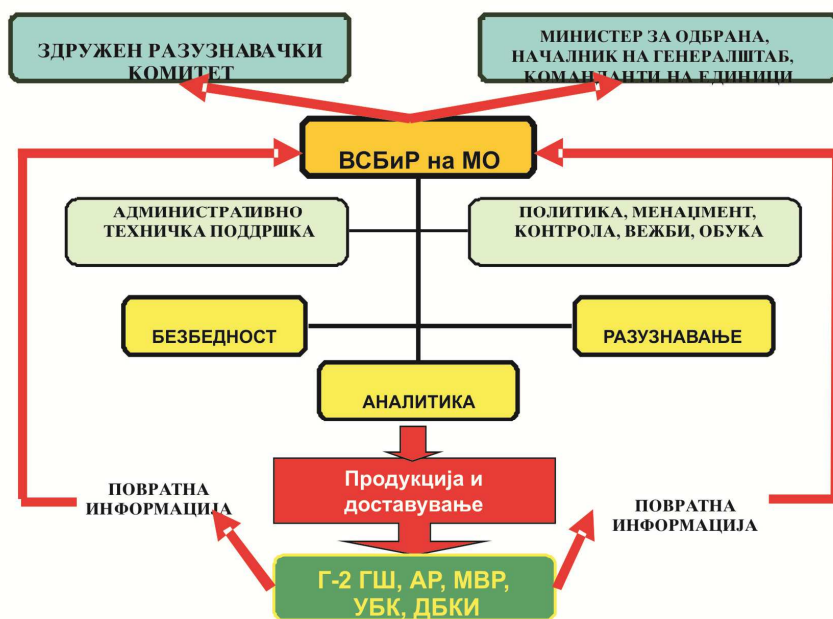 ЗДРУЖЕН РАЗУЗНАВАЧКИ
КОМИТЕТ
МИНИСТЕР ЗА ОДБРАНА,
НАЧАЛНИК НА ГЕНЕРАЛШТАБ,
КОМАНДАНТИ НА ЕДИНИЦИ
ВСБиР на МО
АДМИНИСТРАТИВНО
ТЕХНИЧКА ПОДДРШКА
ПОЛИТИКА, МЕНАЏМЕНТ,
КОНТРОЛА, ВЕЖБИ, ОБУКА
БЕЗБЕДНОСТ
РАЗУЗНАВАЊЕ
АНАЛИТИКА
Продукција и
доставување
ПОВРАТНА
ИНФОРМАЦИЈА
ПОВРАТНА
ИНФОРМАЦИЈА
Г-2 ГШ, АР, МВР,
УБК, ДБКИ